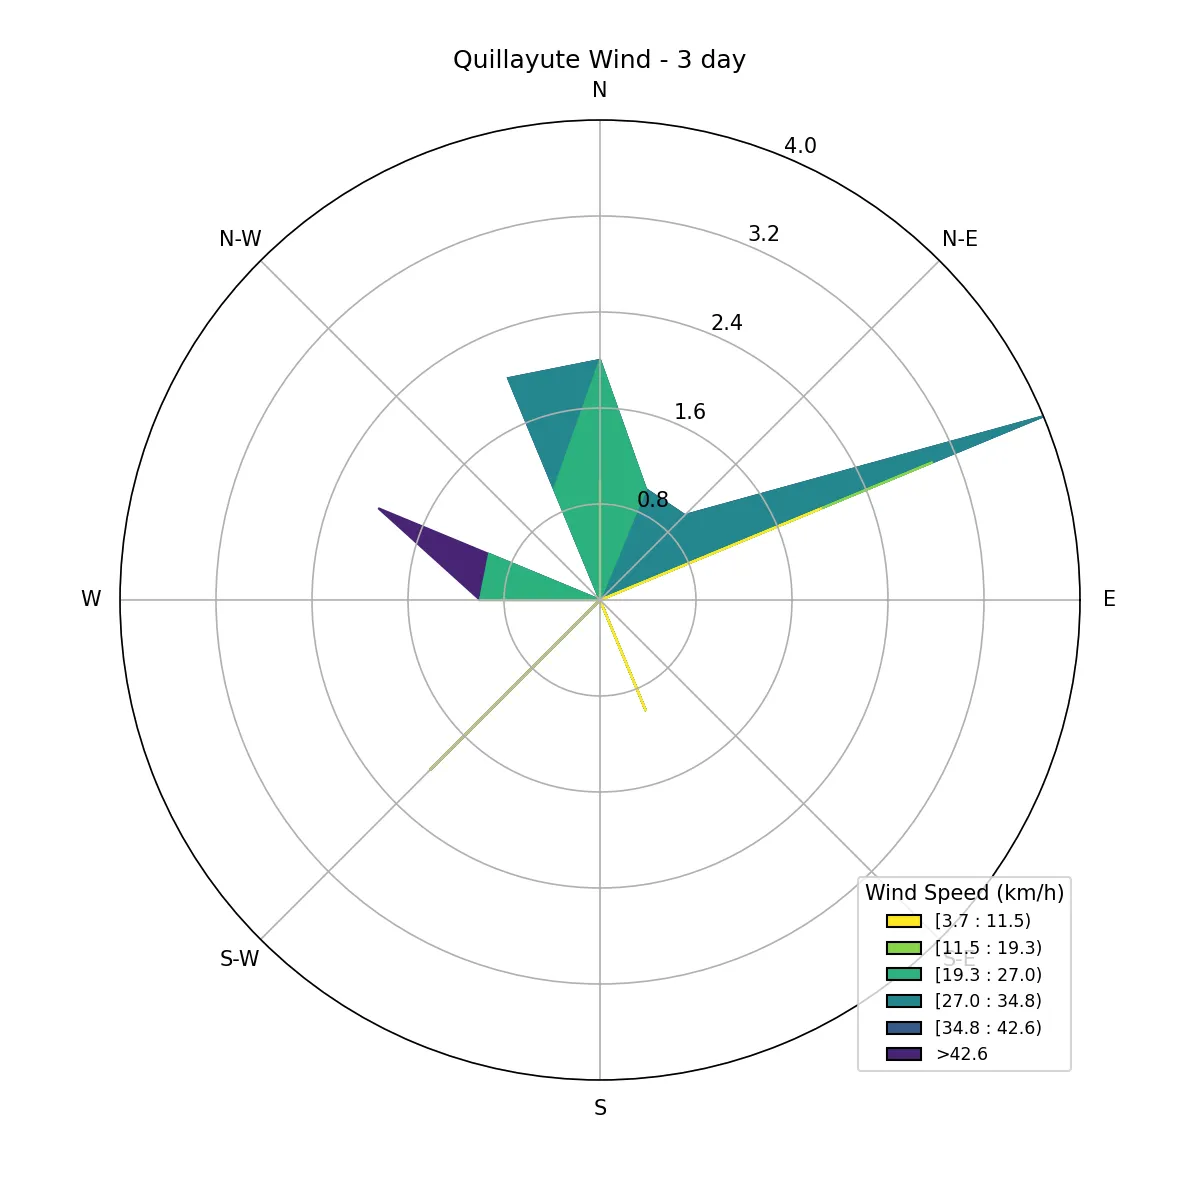 Quillayute Wind - 3 day
N
4.0
N-W
3.2
N-E
2.4
1.6
0.8
W
E
Wind Speed (km/h)
[3.7 : 11.5)
[11.5 : 19.3)
S-W
S-E
[19.3 : 27.0)
[27.0 : 34.8)
[34.8 : 42.6)
>42.6
S